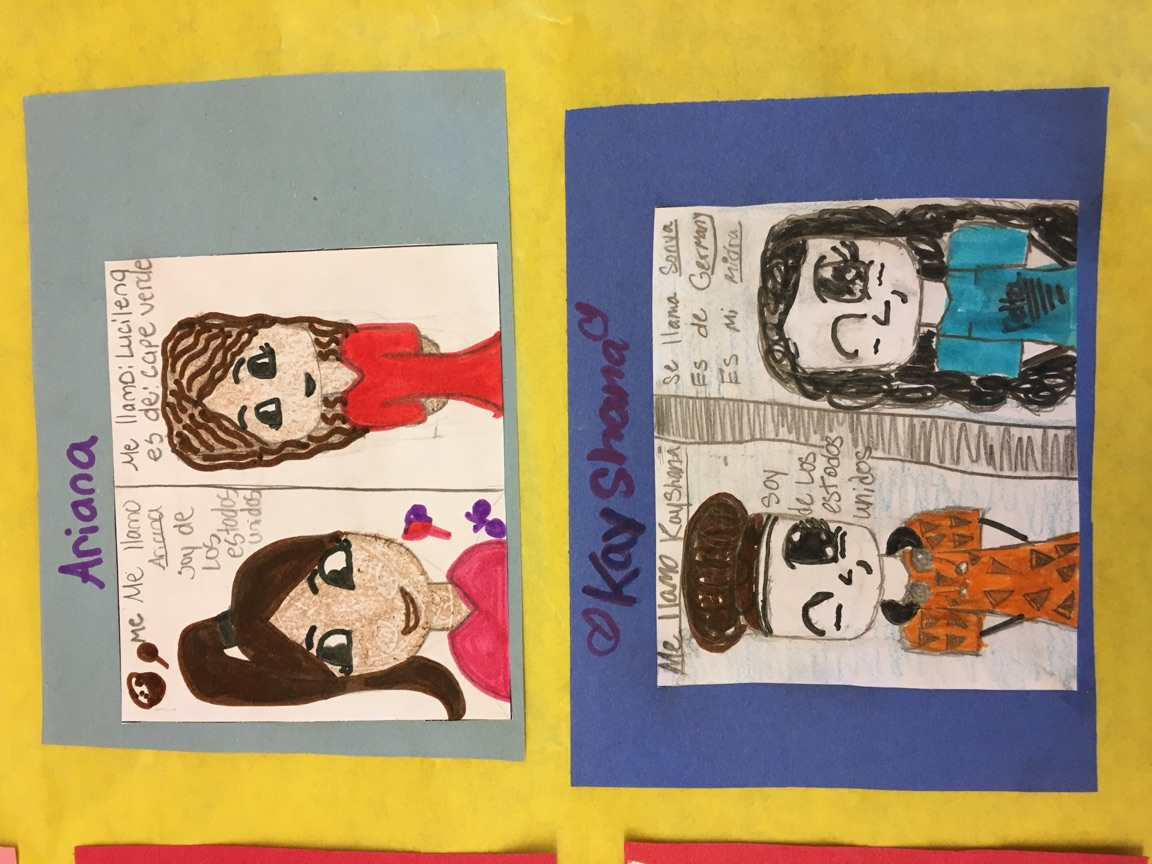 Ariana
Me Me llamo
Ariana
soy de
Los
estados
unidos
Me llamo: Lucileng
es de: cape verde
Kay Shana
Me llamo KayShana
Soy
de los
estados
unidos
Se llama Sonya
Es de Germany
Es Mi